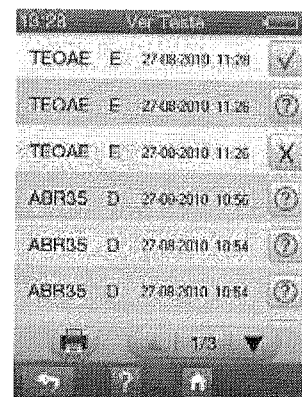 13:28 Ver Tests
TEOAE E 27-08-2010 11:28
TEOAE E 27-08-2010 11:26 ?
TEOAE E 27-08-2010 11:25 X
ABR35 D 27-08-2010 10:56 ?
ABR35 D 27-08-2010 10:54 ?
ABR35 D 27-08-2010 10:54 ?
1/3
?